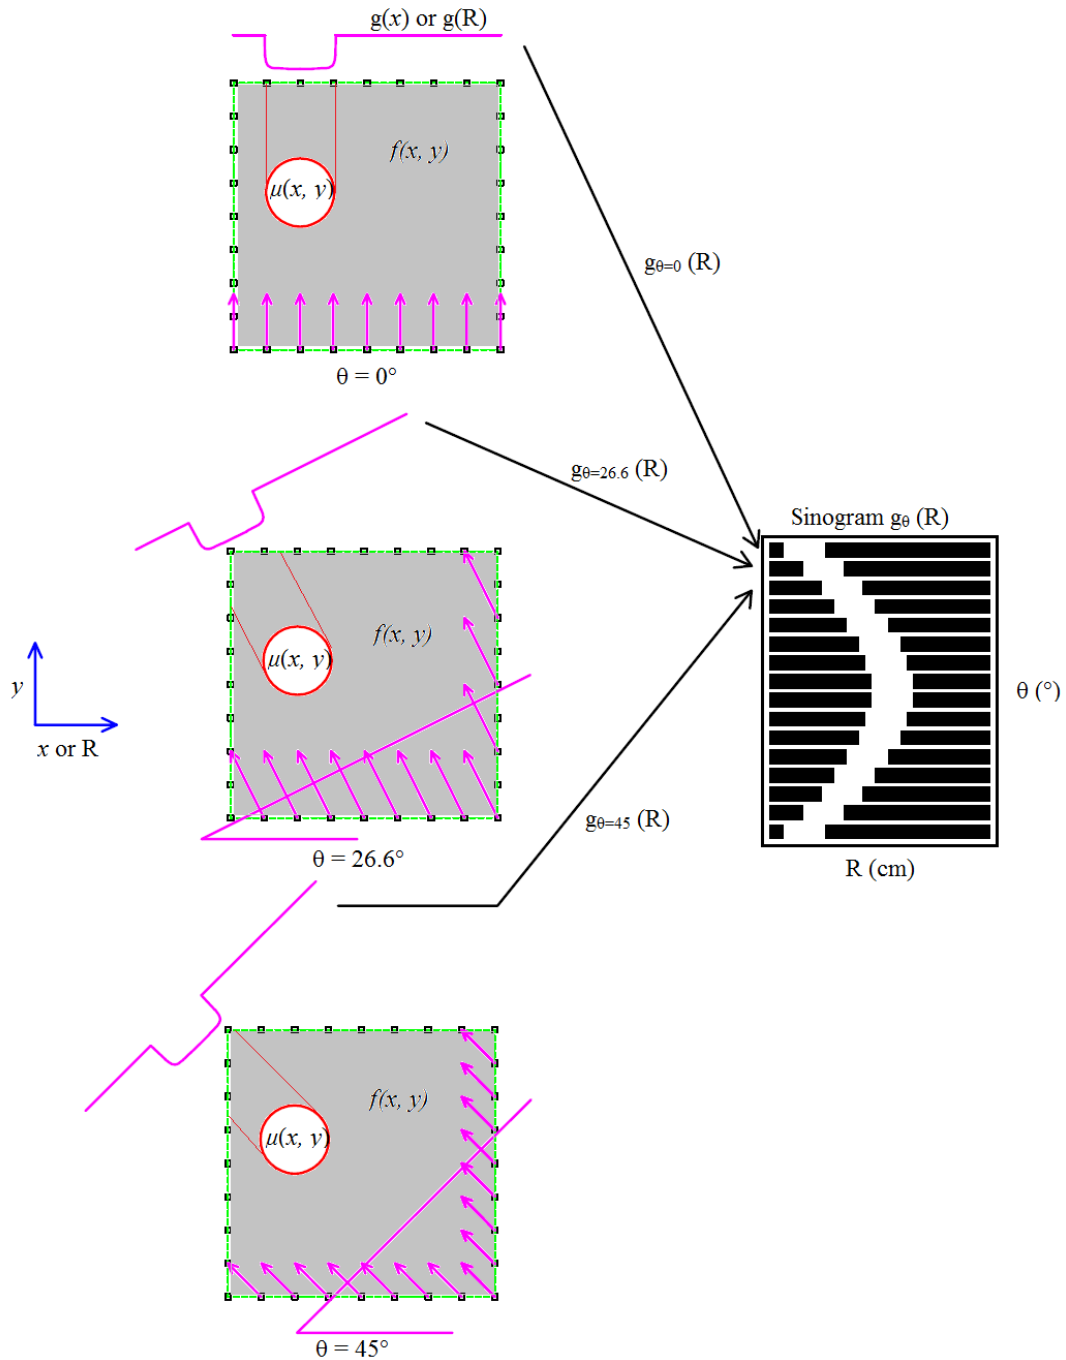 g(x) or g(R)
f(x, y)
μ(x, y)
θ = 0°
gθ=0 (R)
gθ=26.6 (R)
Sinogram gθ (R)
f(x, y)
μ(x, y)
y
x or R
θ (°)
θ = 26.6°
gθ=45 (R)
R (cm)
f(x, y)
μ(x, y)
θ = 45°